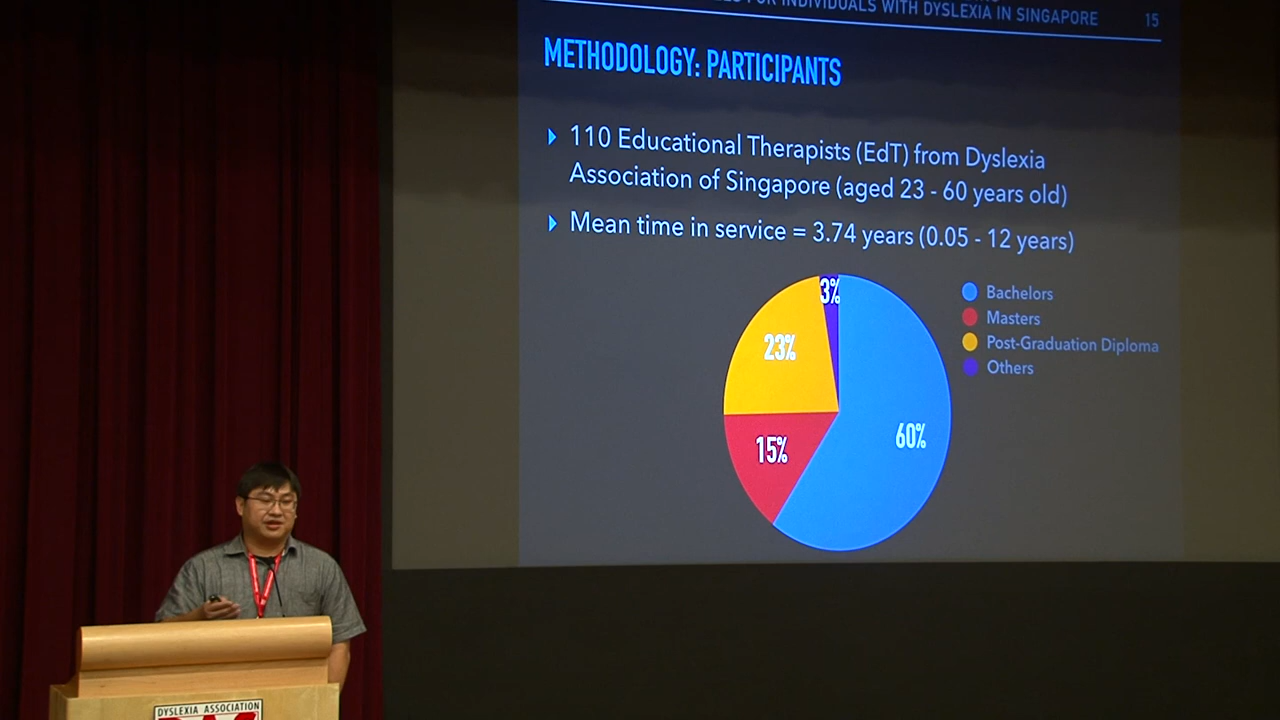 FOR INDIVIDUALS WITH DYSLEXIA IN SINGAPORE 15
METHODOLOGY: PARTICIPANTS
110 Educational Therapists (EdT) from Dyslexia
Association of Singapore (aged 23 - 60 years old)
Mean time in service = 3.74 years (0.05 - 12 years)
3%
23%
15%
60%
Bachelors
Masters
Post-Graduation Diploma
Others
DYSLEXIA ASSOCIATION